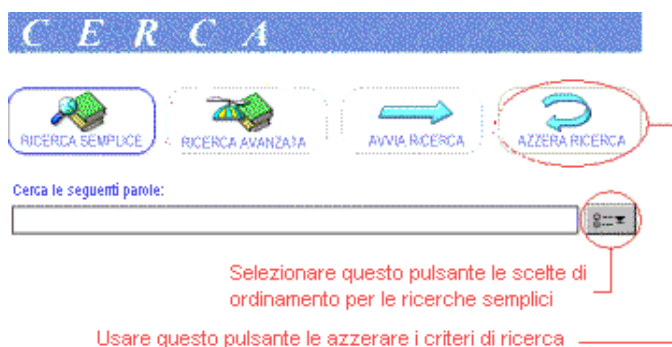 C E R C A
RICERCA SEMPLICE RICERCA AVANZATA AVVIA RICERCA AZZERA RICERCA
Cerca le seguenti parole:
Selezionare questo pulsante le scelte di
ordinamento per le ricerche semplici
Usare questo pulsante le azzerare i criteri di ricerca